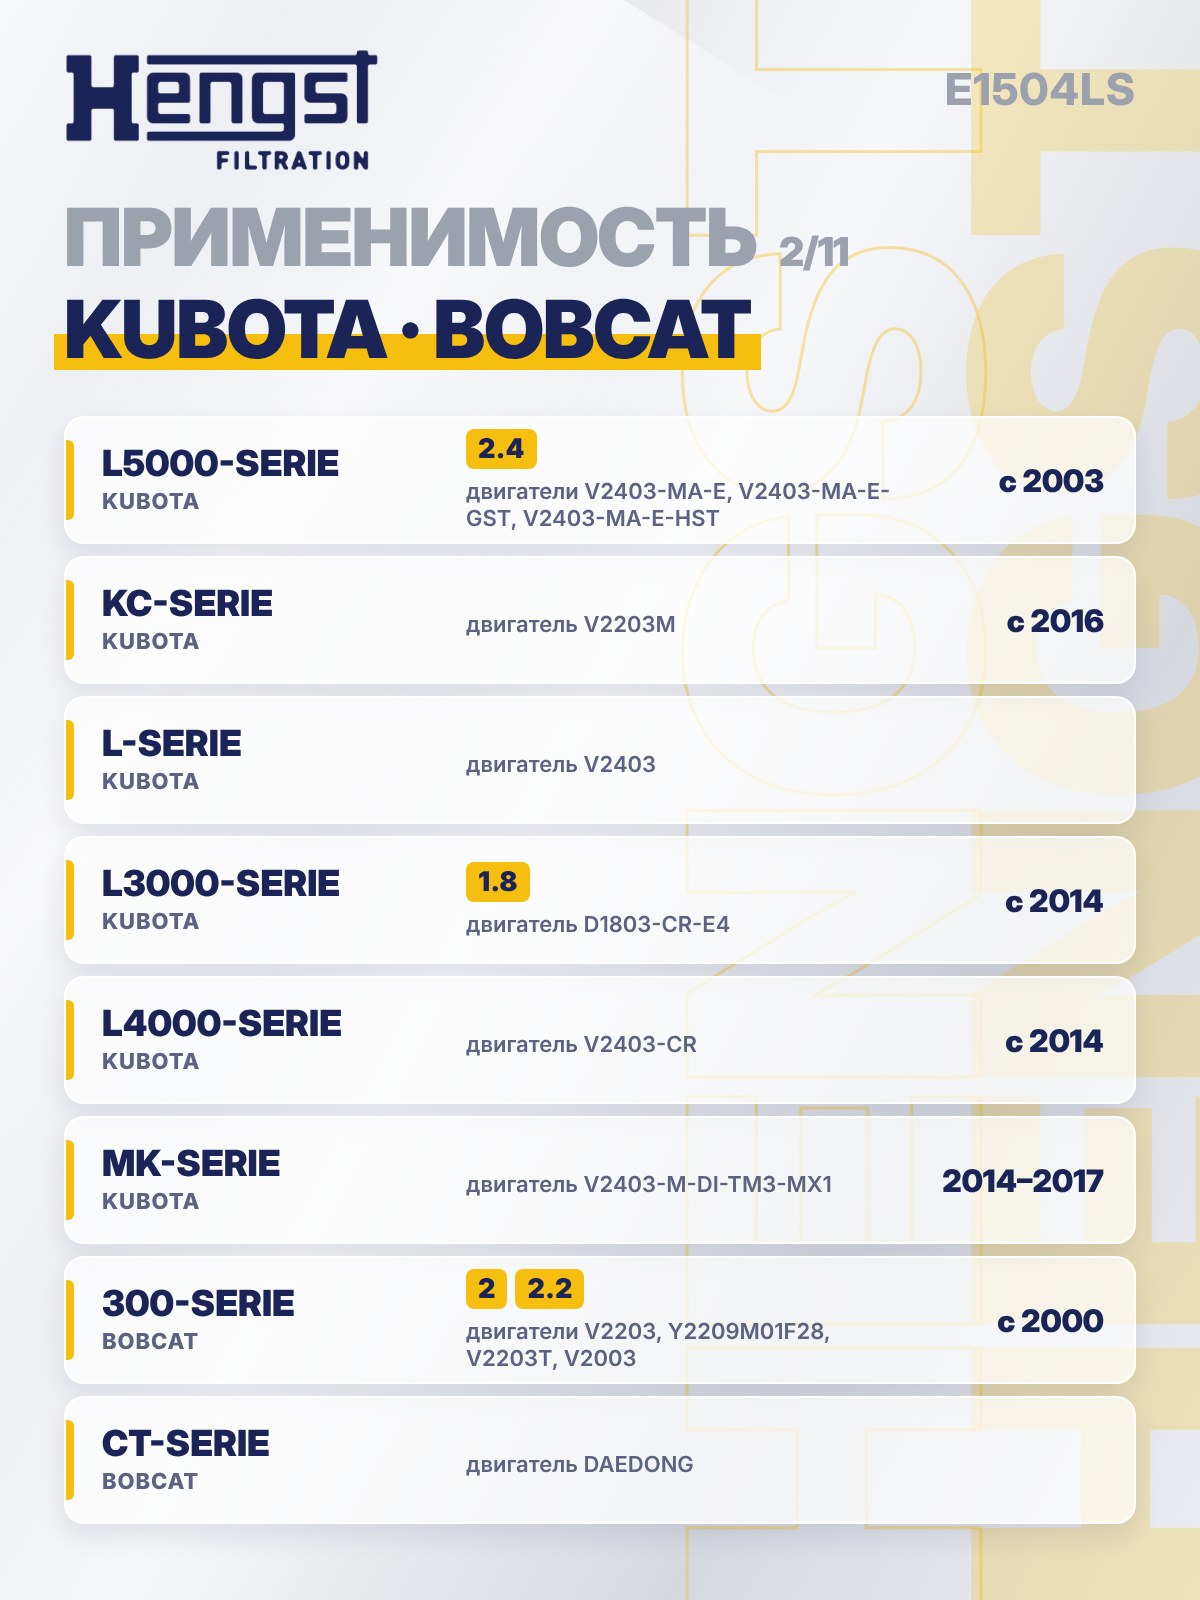 Hengst
FILTRATION
E1504LS
ПРИМЕНИМОСТЬ 2/11
KUBOTA · BOBCAT
L5000-SERIE
KUBOTA
2.4
двигатели V2403-MA-E, V2403-MA-E-
GST, V2403-MA-E-HST
с 2003
KC-SERIE
KUBOTA
двигатель V2203M
с 2016
L-SERIE
KUBOTA
двигатель V2403
L3000-SERIE
KUBOTA
1.8
двигатель D1803-CR-E4
с 2014
L4000-SERIE
KUBOTA
двигатель V2403-CR
с 2014
MK-SERIE
KUBOTA
двигатель V2403-M-DI-TM3-MX1
2014–2017
300-SERIE
BOBCAT
2 2.2
двигатели V2203, Y2209M01F28,
V2203T, V2003
с 2000
CT-SERIE
BOBCAT
двигатель DAEDONG
HENGST
HENGST